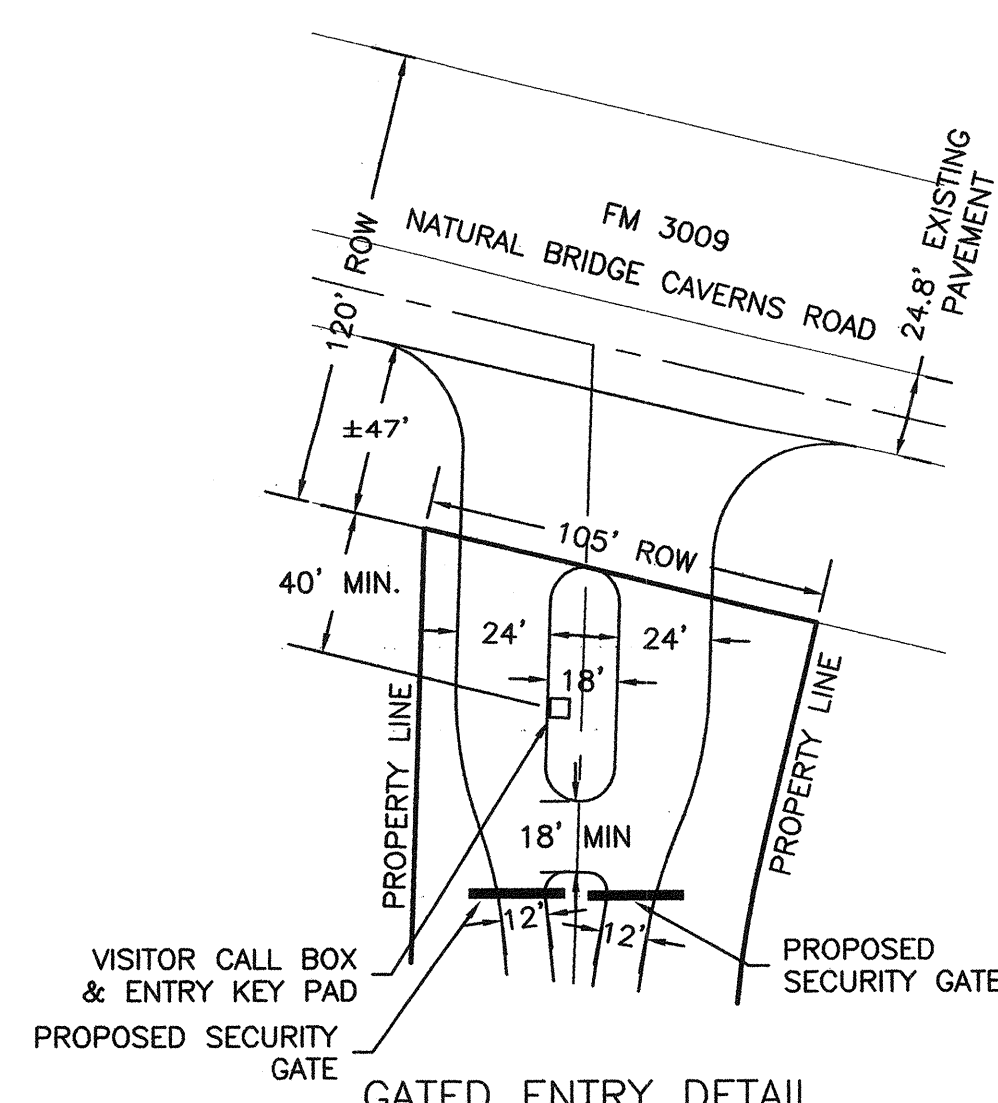 FM 3009
NATURAL BRIDGE CAVERNS ROAD
24.8' EXISTING
PAVEMENT
120' ROW
±47'
105' ROW
40' MIN.
24'
24'
18'
PROPERTY LINE
PROPERTY LINE
18' MIN
12'
12'
VISITOR CALL BOX
& ENTRY KEY PAD
PROPOSED
SECURITY GATE
PROPOSED SECURITY
GATE
GATED ENTRY DETAIL